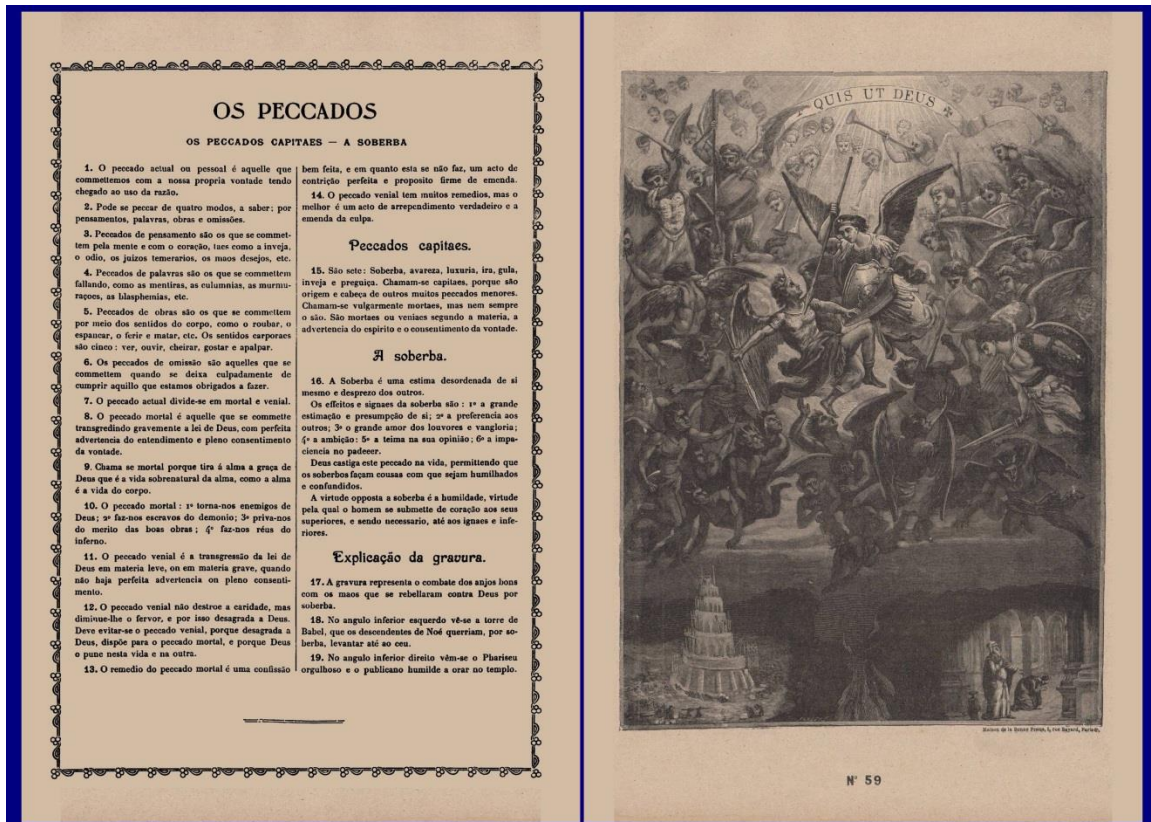 OS PECCADOS
OS PECCADOS CAPITAES — A SOBERBA
1. O peccado actual ou pessoal é aquelle que
commettemos com a nossa propria vontade tendo
chegado ao uso da razão.
2. Pode se peccar de quatro modos, a saber; por
pensamentos, palavras, obras e omissões.
3. Peccados de pensamento são os que se commet-
tem pela mente e com o coração, taes como a inveja,
o odio, os juizos temerarios, os maos desejos, etc.
4. Peccados de palavras são os que se commettem
fallando, como as mentiras, as culumnias, as murmu-
raçoes, as blasphemias, etc.
5. Peccados de obras são os que se commettem
por meio dos sentidos do corpo, como o roubar, o
espancar, o ferir e matar, etc. Os sentidos corporaes
são cinco : ver, ouvir, cheirar, gostar e apalpar.
6. Os peccados de omissão são aquelles que se
commettem quando se deixa culpadamente de
cumprir aquillo que estamos obrigados a fazer.
7. O peccado actual divide-se em mortal e venial.
8. O peccado mortal é aquelle que se commette
transgredindo gravemente a lei de Deus, com perfeita
advertencia do entendimento e pleno consentimento
da vontade.
9. Chama se mortal porque tira á alma a graça de
Deus que é a vida sobrenatural da alma, como a alma
é a vida do corpo.
10. O peccado mortal : 1º torna-nos enemigos de
Deus; 2º faz-nos escravos do demonio; 3º priva-nos
do merito das boas obras ; 4º faz-nos réus do
inferno.
11. O peccado venial é a transgressão da lei de
Deus em materia leve, on em materia grave, quando
não haja perfeita advertencia on pleno consenti-
mento.
12. O peccado venial não destroe a caridade, mas
diminue-lhe o fervor, e por isso desagrada a Deus.
Deve evitar-se o peccado venial, porque desagrada a
Deus, dispõe para o peccado mortal, e porque Deus
o pune nesta vida e na outra.
13. O remedio do peccado mortal é uma confissão
bem feita, e em quanto esta se não faz, um acto de
contrição perfeita e proposito firme de emenda.
14. O peccado venial tem muitos remedios, mas o
melhor é um acto de arrependimento verdadeiro e a
emenda da culpa.
Peccados capitaes.
15. São sete : Soberba, avareza, luxuria, ira, gula,
inveja e preguiça. Chamam-se capitaes, porque são
origem e cabeça de outros muitos peccados menores.
Chamam-se vulgarmente mortaes, mas nem sempre
o são. São mortaes ou veniaes segundo a materia, a
advertencia do espirito e o consentimento da vontade.
A soberba.
16. A Soberba é uma estima desordenada de si
mesmo e desprezo dos outros.
Os effeitos e signaes da soberba são : 1º a grande
estimação e presumpção de si; 2º a preferencia aos
outros; 3º o grande amor dos louvores e vangloria;
4º a ambição: 5º a teima na sua opinião; 6º a impa-
ciencia no padecer.
Deus castiga este peccado na vida, permittendo que
os soberbos façam cousas com que sejam humilhados
e confundidos.
A virtude opposta a soberba é a humildade, virtude
pela qual o homem se submette de coração aos seus
superiores, e sendo necessario, até aos ignaes e infe-
riores.
Explicação da gravura.
17. A gravura representa o combate dos anjos bons
com os maos que se rebellaram contra Deus por
soberba.
18. No angulo inferior esquerdo vê-se a torre de
Babel, que os descendentes de Noé querriam, por so-
berba, levantar até ao ceu.
19. No angulo inferior direito vêm-se o Phariseu
orgulhoso e o publicano humilde a orar no templo.
QUIS UT DEUS
Maison de la Bonne Presse, 5, rue Bayard, Paris-8e.
Nº 59